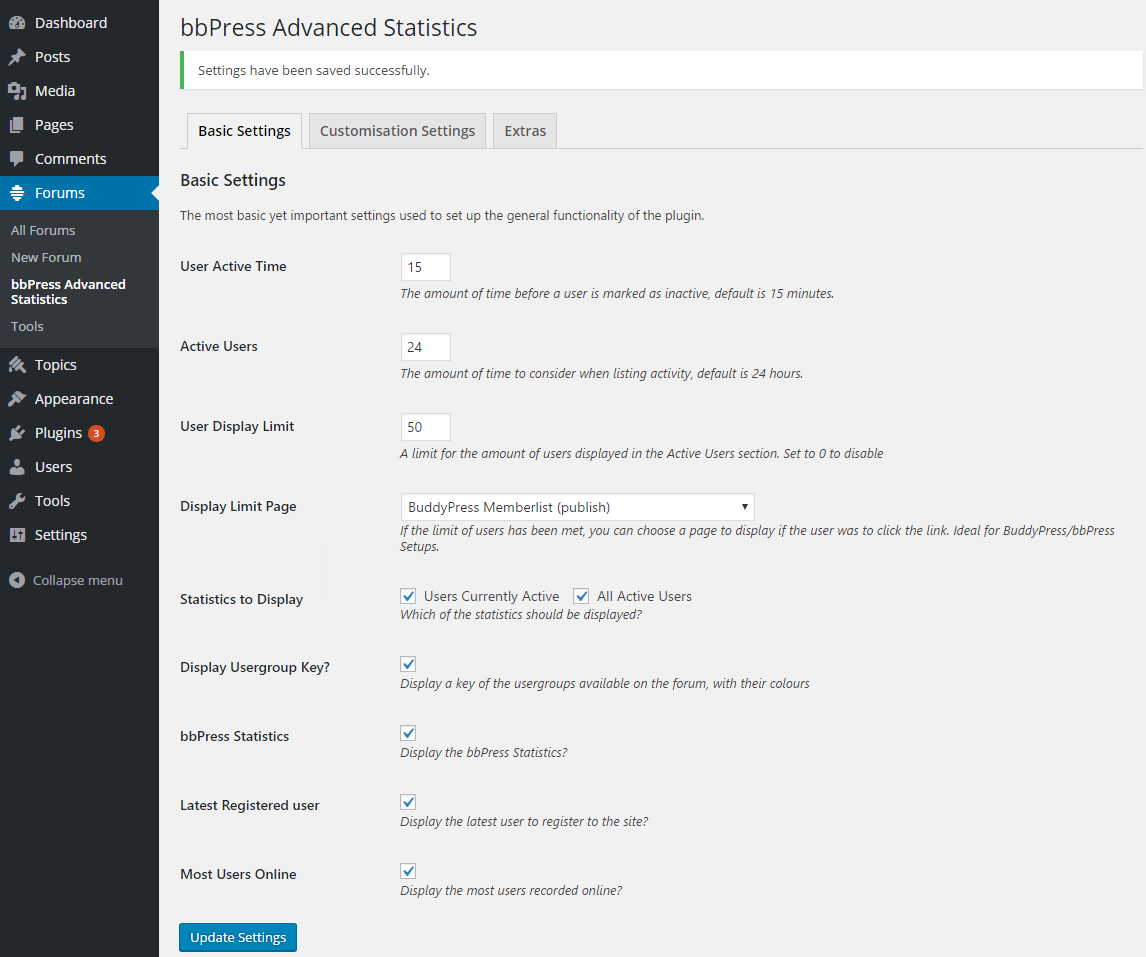 Dashboard
Posts
Media
Pages
Comments
Forums
All Forums
New Forum
bbPress Advanced
Statistics
Tools
Topics
Appearance
Plugins 3
Users
Tools
Settings
Collapse menu
bbPress Advanced Statistics
Settings have been saved successfully.
Basic Settings Customisation Settings Extras
Basic Settings
The most basic yet important settings used to set up the general functionality of the plugin.
User Active Time 15
The amount of time before a user is marked as inactive, default is 15 minutes.
Active Users 24
The amount of time to consider when listing activity, default is 24 hours.
User Display Limit 50
A limit for the amount of users displayed in the Active Users section. Set to 0 to disable
Display Limit Page BuddyPress Memberlist (publish)
If the limit of users has been met, you can choose a page to display if the user was to click the link. Ideal for BuddyPress/bbPress
Setups.
Statistics to Display Users Currently Active All Active Users
Which of the statistics should be displayed?
Display Usergroup Key?
Display a key of the usergroups available on the forum, with their colours
bbPress Statistics
Display the bbPress Statistics?
Latest Registered user
Display the latest user to register to the site?
Most Users Online
Display the most users recorded online?
Update Settings